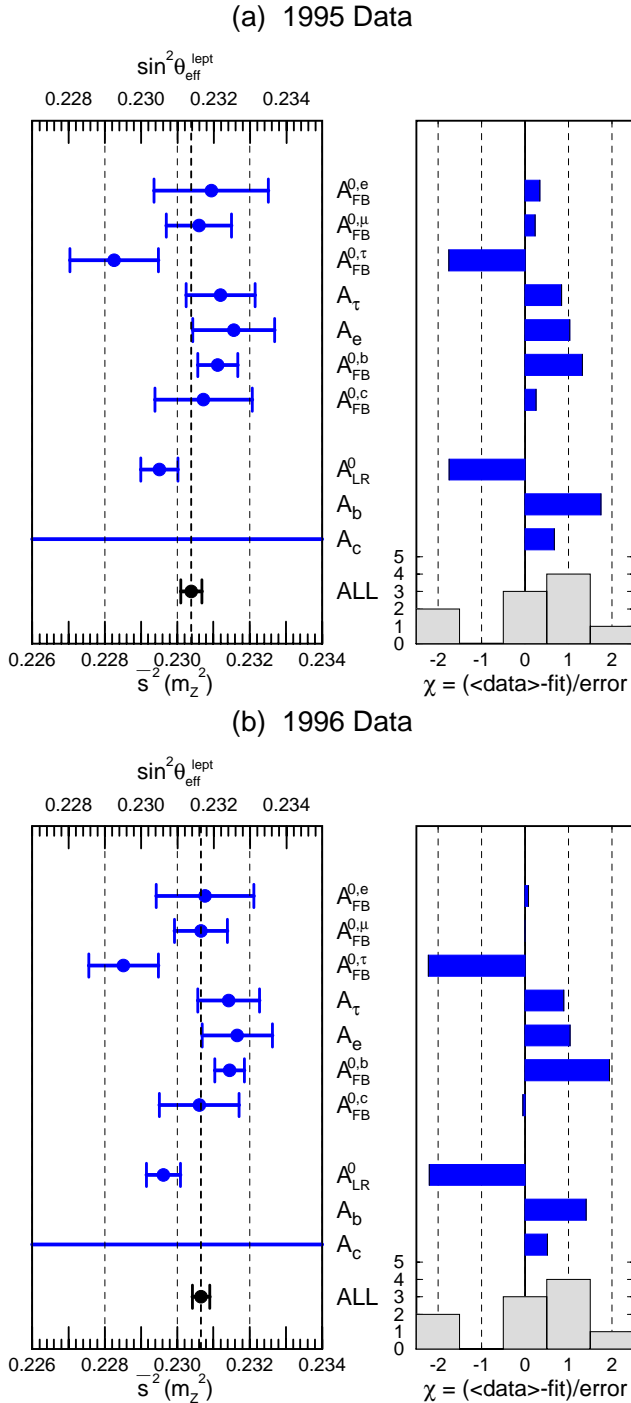 (a) 1995 Data
sin²θ_eff^lept
0.228 0.230 0.232 0.234
A_FB^0,e
A_FB^0,μ
A_FB^0,τ
A_τ
A_e
A_FB^0,b
A_FB^0,c
A_LR^0
A_b
A_c
ALL
5
4
3
2
1
0
0.226 0.228 0.230 0.232 0.234
-2 -1 0 1 2
s̅²(m_Z²)
χ = (<data>-fit)/error
(b) 1996 Data
sin²θ_eff^lept
0.228 0.230 0.232 0.234
A_FB^0,e
A_FB^0,μ
A_FB^0,τ
A_τ
A_e
A_FB^0,b
A_FB^0,c
A_LR^0
A_b
A_c
ALL
5
4
3
2
1
0
0.226 0.228 0.230 0.232 0.234
-2 -1 0 1 2
s̅²(m_Z²)
χ = (<data>-fit)/error